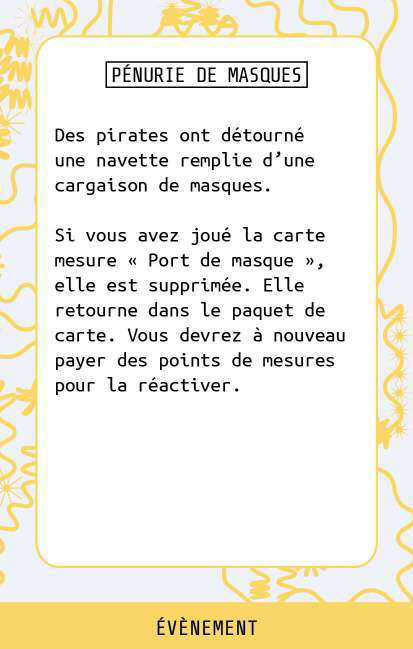 PÉNURIE DE MASQUES
Des pirates ont détourné
une navette remplie d’une
cargaison de masques.
Si vous avez joué la carte
mesure « Port de masque »,
elle est supprimée. Elle
retourne dans le paquet de
carte. Vous devrez à nouveau
payer des points de mesures
pour la réactiver.
ÉVÈNEMENT